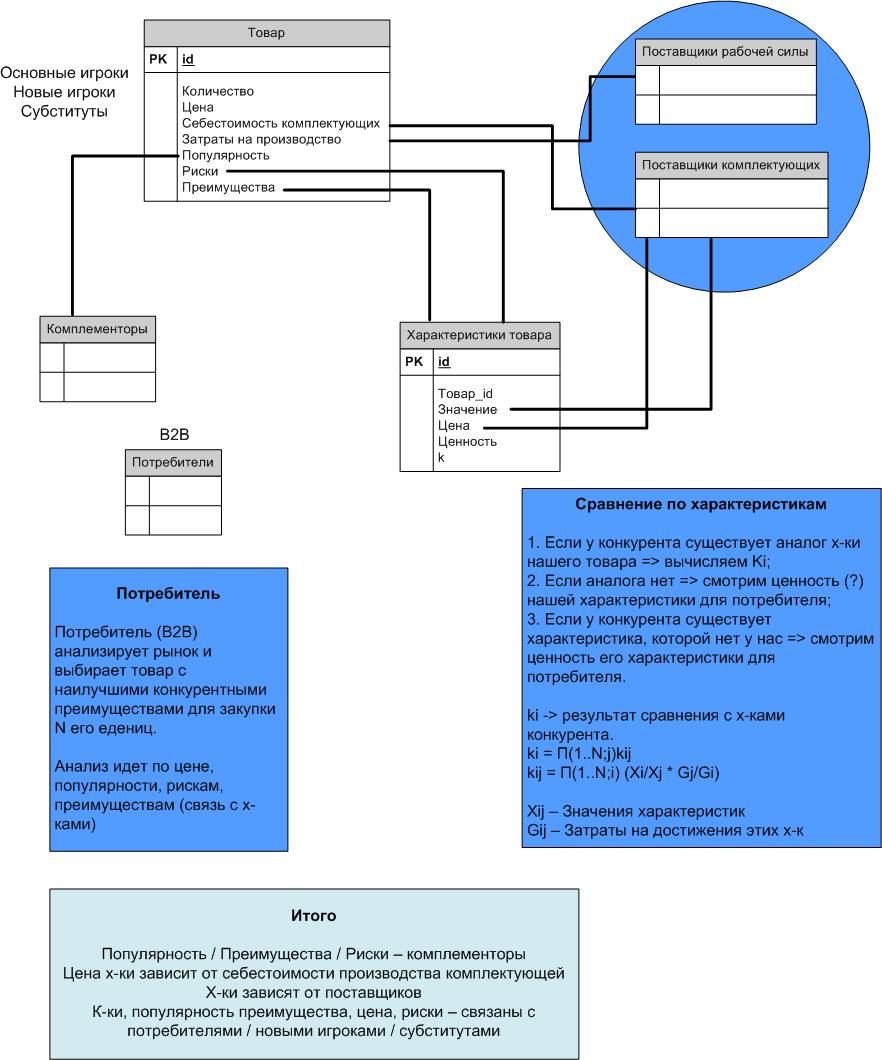 Товар
PK id
Количество
Цена
Себестоимость комплектующих
Затраты на производство
Популярность
Риски
Преимущества
Основные игроки
Новые игроки
Субституты
Поставщики рабочей силы
Поставщики комплектующих
Комплементоры
Характеристики товара
PK id
Товар_id
Значение
Цена
Ценность
k
B2B
Потребители
Потребитель
Потребитель (B2B)
анализирует рынок и
выбирает товар с
наилучшими конкурентными
преимуществами для закупки
N его едениц.
Анализ идет по цене,
популярности, рискам,
преимуществам (связь с х-
ками)
Сравнение по характеристикам
1. Если у конкурента существует аналог х-ки
нашего товара => вычисляем Ki;
2. Если аналога нет => смотрим ценность (?)
нашей характеристики для потребителя;
3. Если у конкурента существует
характеристика, которой нет у нас => смотрим
ценность его характеристики для
потребителя.
ki -> результат сравнения с х-ками
конкурента.
ki = П(1..N;j)kij
kij = П(1..N;i) (Xi/Xj * Gj/Gi)
Xij – Значения характеристик
Gij – Затраты на достижения этих х-к
Итого
Популярность / Преимущества / Риски – комплементоры
Цена х-ки зависит от себестоимости производства комплектующей
Х-ки зависят от поставщиков
К-ки, популярность преимущества, цена, риски – связаны с
потребителями / новыми игроками / субститутами